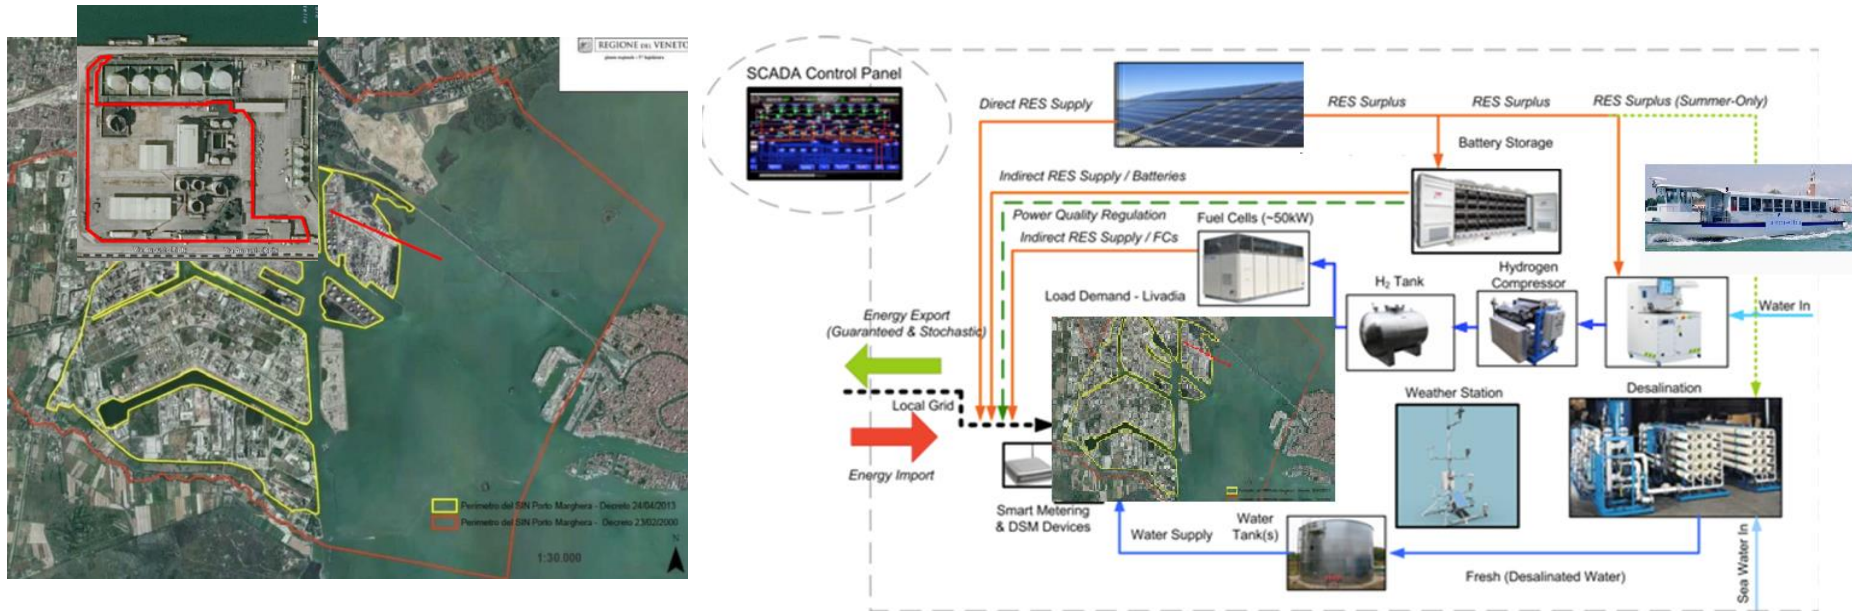 REGIONE DEL VENETO
Perimetro del SIN Porto Marghera - Decreto 24/04/2013
Perimetro del SIN Porto Marghera - Decreto 23/02/2000
1:30.000
N
SCADA Control Panel
Direct RES Supply
RES Surplus
RES Surplus
RES Surplus (Summer-Only)
Battery Storage
Indirect RES Supply / Batteries
Power Quality Regulation
Fuel Cells (~50kW)
Indirect RES Supply / FCs
Hydrogen
Compressor
H₂ Tank
Load Demand - Livadia
Water In
Energy Export
(Guaranteed & Stochastic)
Local Grid
Energy Import
Weather Station
Desalination
Smart Metering
& DSM Devices
Water
Tank(s)
Water Supply
Fresh (Desalinated Water)
Sea Water In